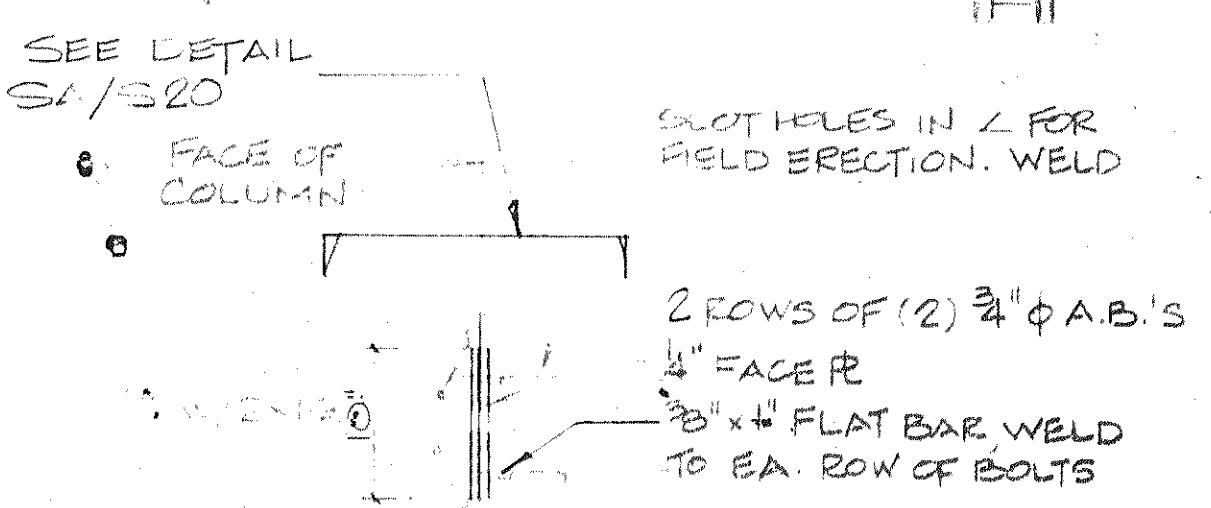 SEE DETAIL
SA/S20
FACE OF
COLUMN
SLOT HOLES IN ∠ FOR
FIELD ERECTION. WELD
2 ROWS OF (2) 3/4" ϕ A.B.'S
1/4" FACE PL
3/8" x 1" FLAT BAR WELD
TO EA. ROW OF BOLTS